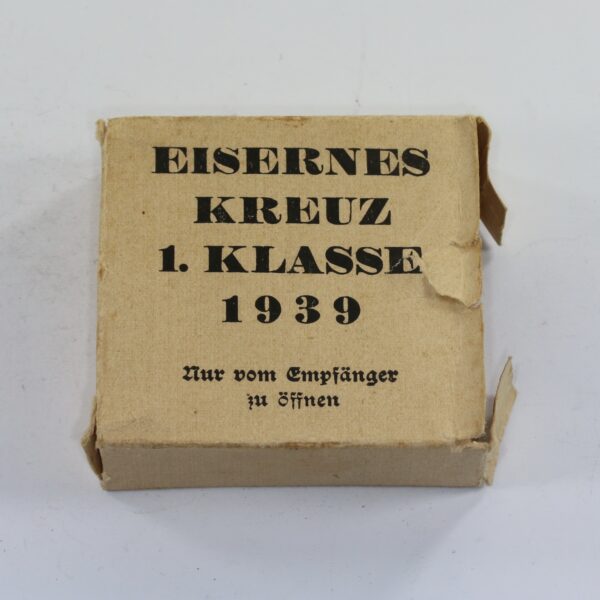 EISERNES
KREUZ
1. KLASSE
1939
Nur vom Empfänger
zu öffnen